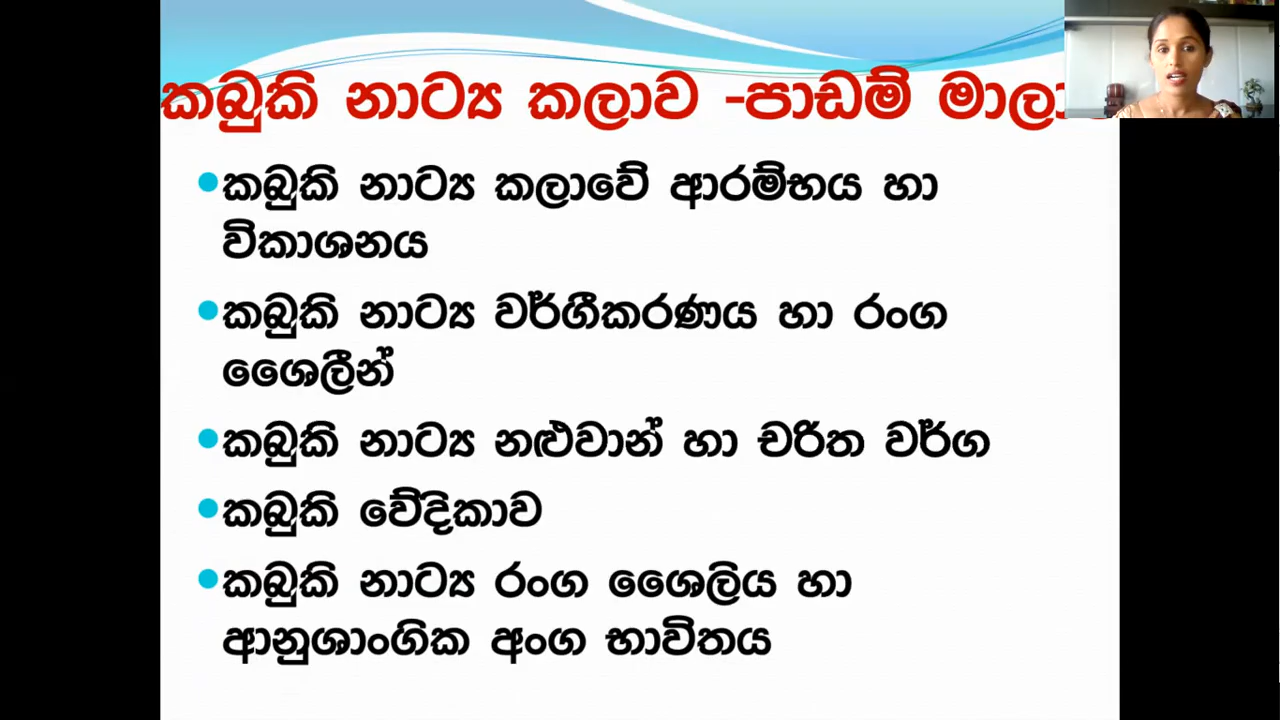 කබුකි නාට්‍ය කලාව -පාඩම් මාලා
කබුකි නාට්‍ය කලාවේ ආරම්භය හා
විකාශනය
කබුකි නාට්‍ය වර්ගීකරණය හා රංග
ශෛලීන්
කබුකි නාට්‍ය නළුවාන් හා චරිත වර්ග
කබුකි වේදිකාව
කබුකි නාට්‍ය රංග ශෛලිය හා
ආනුශාංගික අංග භාවිතය